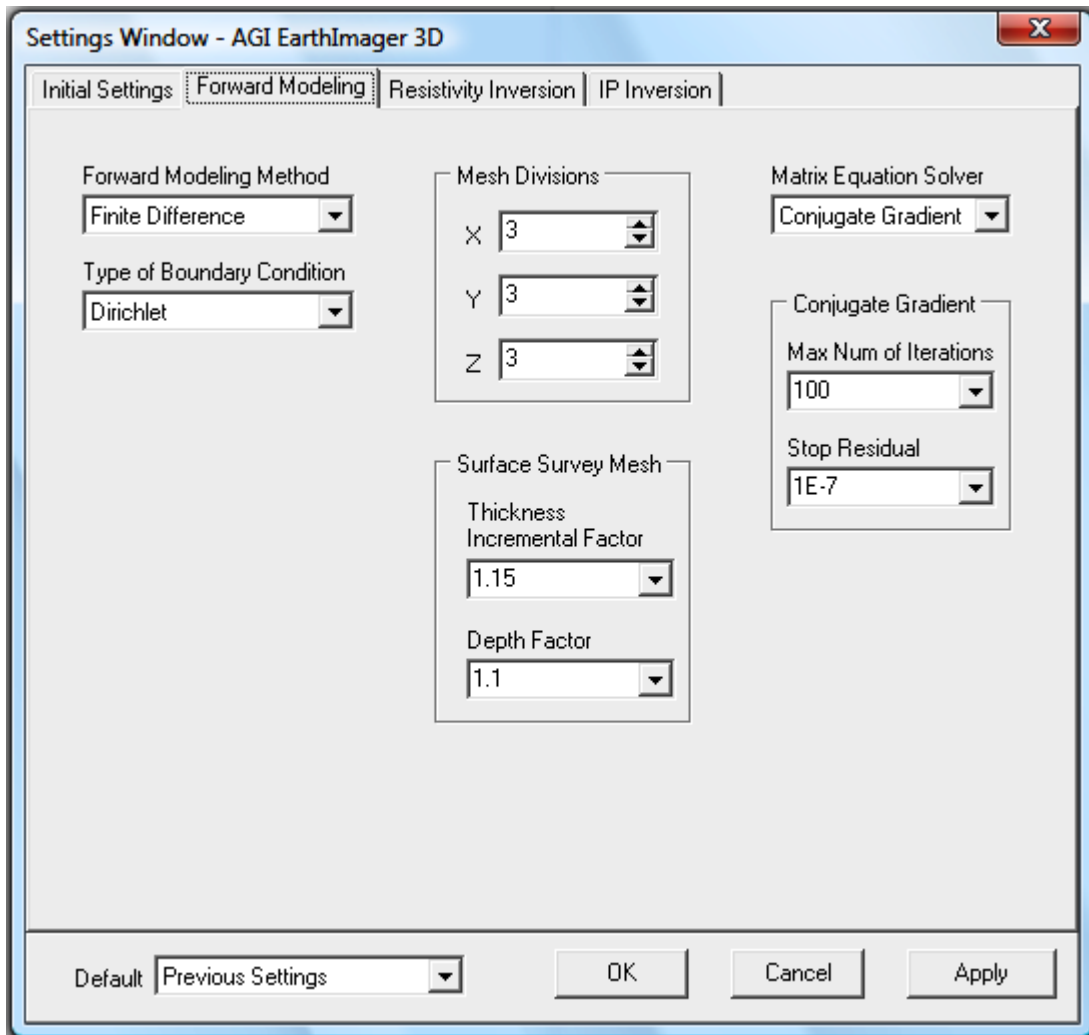 Settings Window - AGI EarthImager 3D
Initial Settings
Forward Modeling
Resistivity Inversion
IP Inversion
Forward Modeling Method
Finite Difference
Type of Boundary Condition
Dirichlet
Mesh Divisions
X 3
Y 3
Z 3
Surface Survey Mesh
Thickness
Incremental Factor
1.15
Depth Factor
1.1
Matrix Equation Solver
Conjugate Gradient
Conjugate Gradient
Max Num of Iterations
100
Stop Residual
1E-7
Default Previous Settings
OK
Cancel
Apply